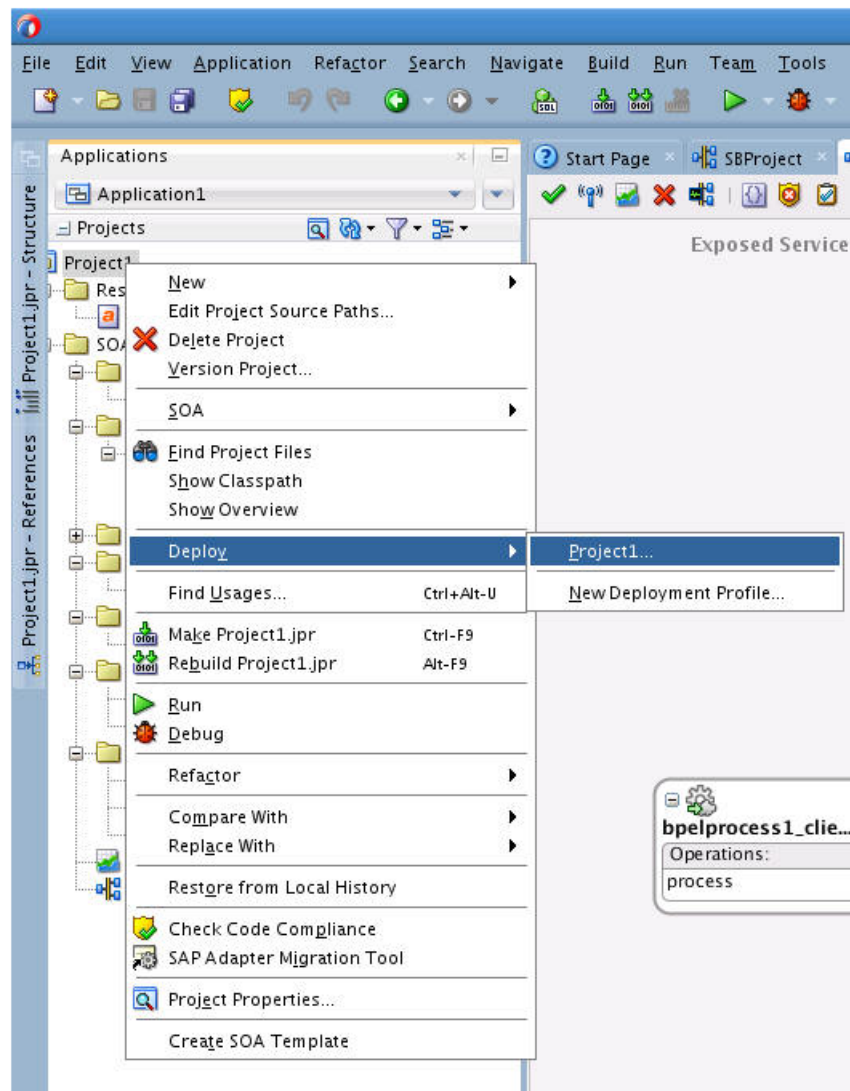 File Edit View Application Refactor Search Navigate Build Run Team Tools
Applications
Start Page
SBProject
Application1
Projects
Exposed Service
Project1
Res
SOA
New
Edit Project Source Paths...
Delete Project
Version Project...
SOA
Find Project Files
Show Classpath
Show Overview
Deploy
Project1...
New Deployment Profile...
Find Usages... Ctrl+Alt-U
Make Project1.jpr Ctrl-F9
Rebuild Project1.jpr Alt-F9
Run
Debug
Refactor
Compare With
Replace With
Restore from Local History
Check Code Compliance
SAP Adapter Migration Tool
Project Properties...
Create SOA Template
bpelprocess1_clie...
Operations:
process
Project1.jpr - Structure
Project1.jpr - References